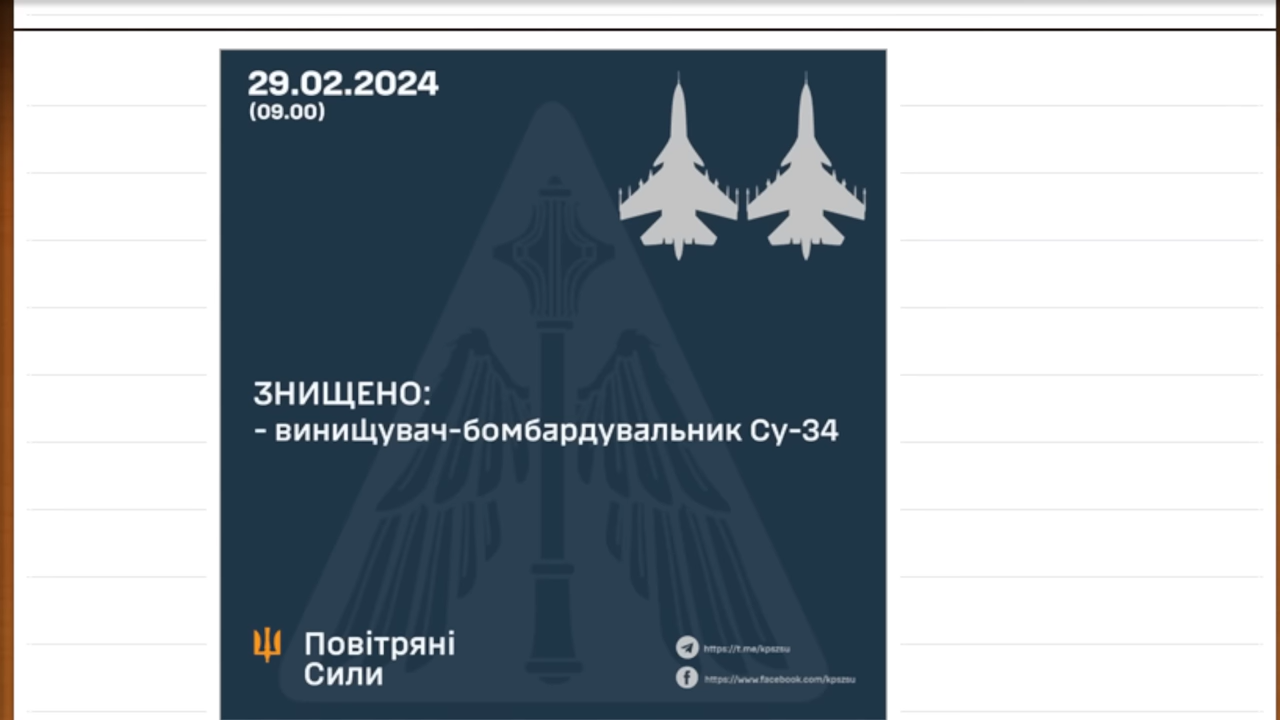 29.02.2024
(09.00)
ЗНИЩЕНО:
- винищувач-бомбардувальник Су-34
Повітряні
Сили
https://t.me/kpszsu
https://www.facebook.com/kpszsu